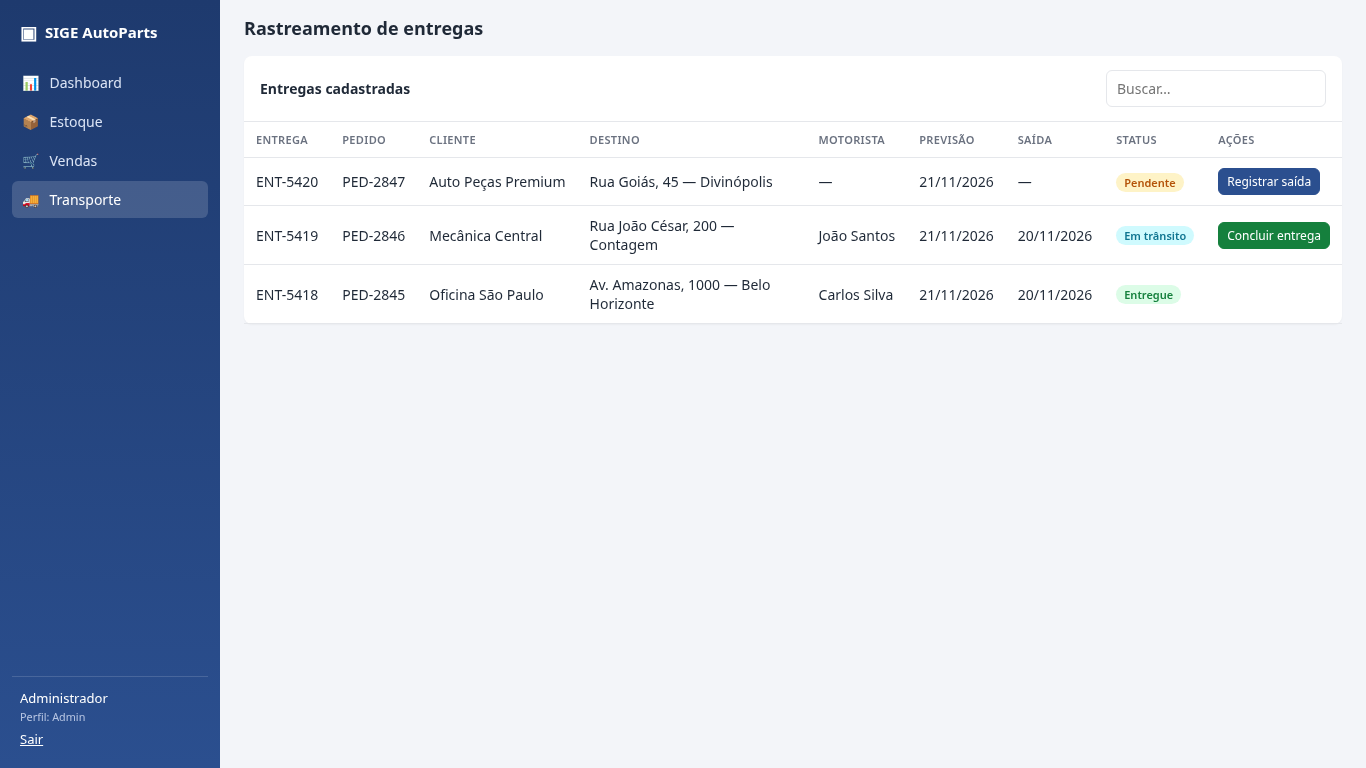 SIGE AutoParts
Dashboard
Estoque
Vendas
Transporte
Administrador
Perfil: Admin
Sair
Rastreamento de entregas
Entregas cadastradas
Buscar...
ENTREGA PEDIDO CLIENTE DESTINO MOTORISTA PREVISÃO SAÍDA STATUS AÇÕES
ENT-5420 PED-2847 Auto Peças Premium Rua Goiás, 45 — Divinópolis — 21/11/2026 — Pendente Registrar saída
ENT-5419 PED-2846 Mecânica Central Rua João César, 200 — João Santos 21/11/2026 20/11/2026 Em trânsito Concluir entrega
Contagem
ENT-5418 PED-2845 Oficina São Paulo Av. Amazonas, 1000 — Belo Carlos Silva 21/11/2026 20/11/2026 Entregue
Horizonte